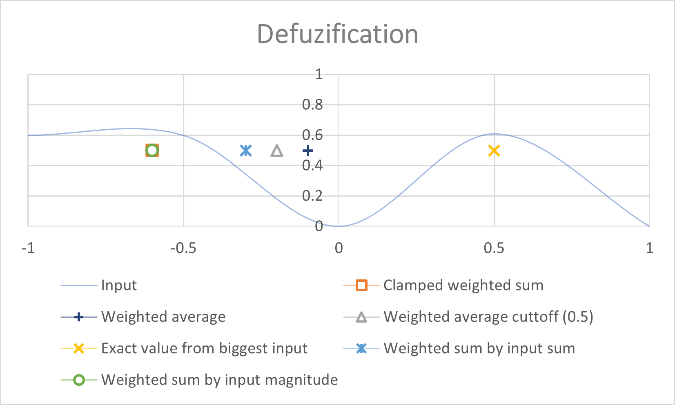 Defuzification
1
0.8
0.6
0.4
0.2
0
-1 -0.5 0 0.5 1
Input Clamped weighted sum
Weighted average Weighted average cuttoff (0.5)
Exact value from biggest input Weighted sum by input sum
Weighted sum by input magnitude